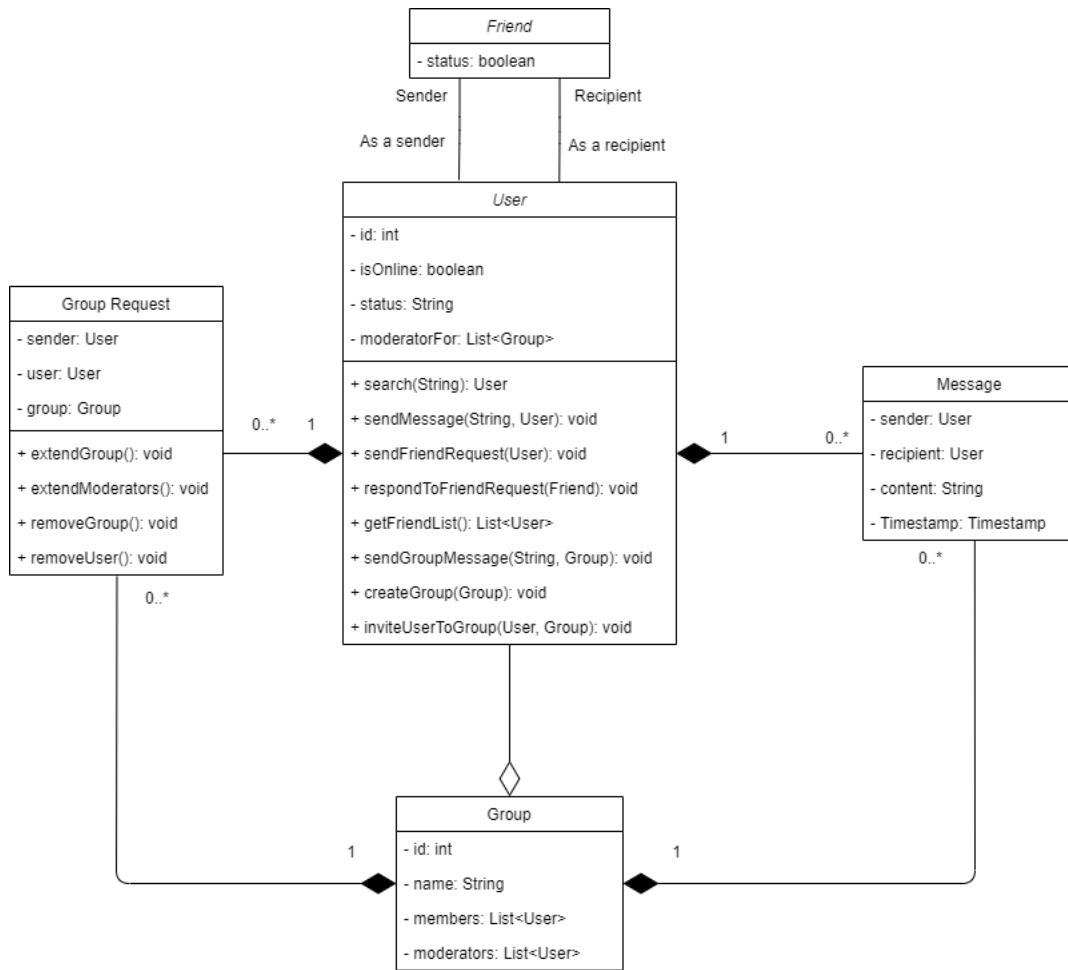 Friend
- status: boolean
Sender
Recipient
As a sender
As a recipient
User
- id: int
- isOnline: boolean
- status: String
- moderatorFor: List<Group>
+ search(String): User
+ sendMessage(String, User): void
+ sendFriendRequest(User): void
+ respondToFriendRequest(Friend): void
+ getFriendList(): List<User>
+ sendGroupMessage(String, Group): void
+ createGroup(Group): void
+ inviteUserToGroup(User, Group): void
Group Request
- sender: User
- user: User
- group: Group
+ extendGroup(): void
+ extendModerators(): void
+ removeGroup(): void
+ removeUser(): void
0..*
1
1
0..*
Message
- sender: User
- recipient: User
- content: String
- Timestamp: Timestamp
0..*
0..*
1
1
Group
- id: int
- name: String
- members: List<User>
- moderators: List<User>